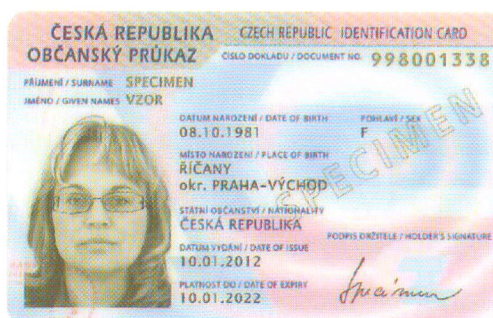 ČESKÁ REPUBLIKA CZECH REPUBLIC IDENTIFICATION CARD
OBČANSKÝ PRŮKAZ ČÍSLO DOKLADU / DOCUMENT NO. 998001338
PŘÍJMENÍ / SURNAME SPECIMEN
JMÉNO / GIVEN NAMES VZOR
DATUM NAROZENÍ / DATE OF BIRTH POHLAVÍ / SEX
08.10.1981 F
MÍSTO NAROZENÍ / PLACE OF BIRTH
ŘÍČANY
okr. PRAHA-VÝCHOD
SPECIMEN
STÁTNÍ OBČANSTVÍ / NATIONALITY
ČESKÁ REPUBLIKA
PODPIS DRŽITELE / HOLDER'S SIGNATURE
DATUM VYDÁNÍ / DATE OF ISSUE
10.01.2012
PLATNOST DO / DATE OF EXPIRY
10.01.2022 Specimen